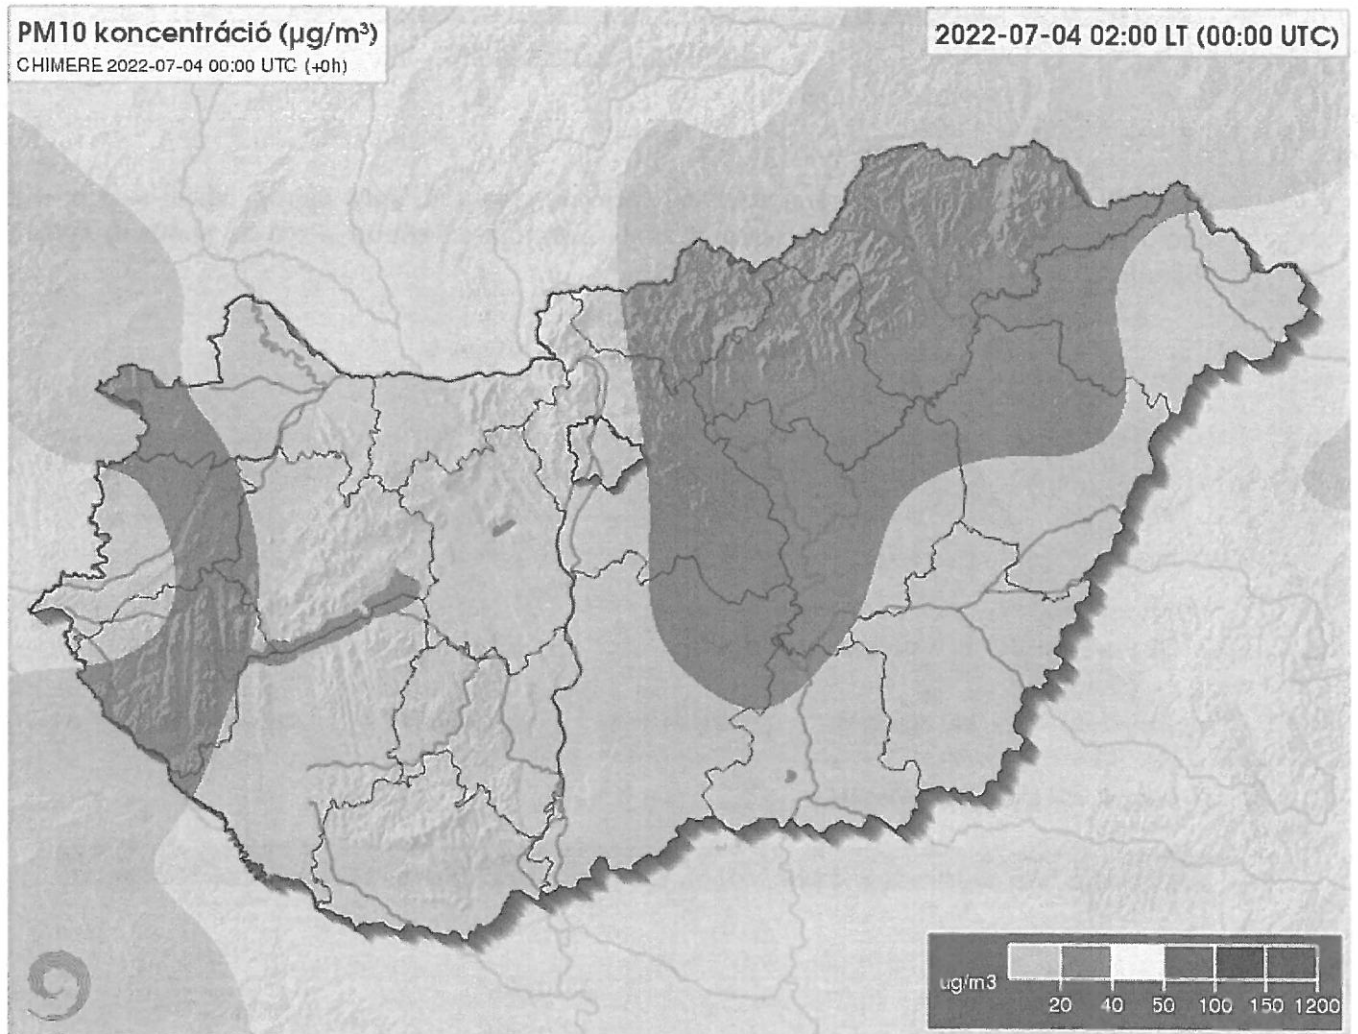 PM10 koncentráció (µg/m³)
CHIMERE 2022-07-04 00:00 UTC (+0h)
2022-07-04 02:00 LT (00:00 UTC)
ug/m3
20 40 50 100 150 1200